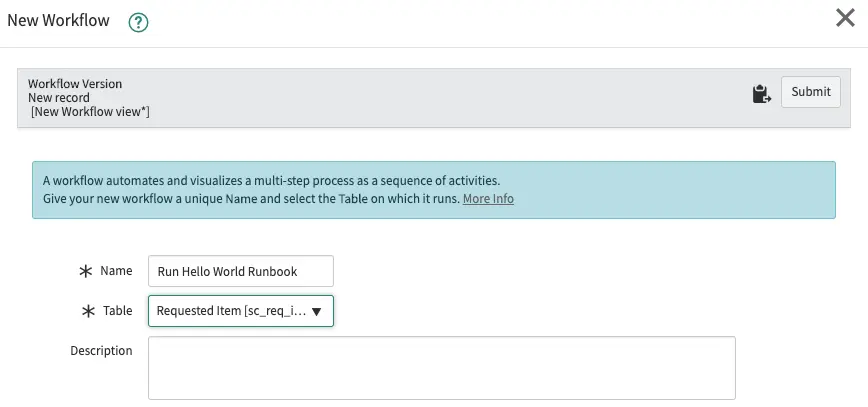 New Workflow ?
Workflow Version
New record
[New Workflow view*]
Submit
A workflow automates and visualizes a multi-step process as a sequence of activities.
Give your new workflow a unique Name and select the Table on which it runs. More Info
Name
Run Hello World Runbook
Table
Requested Item [sc_req_i...
Description